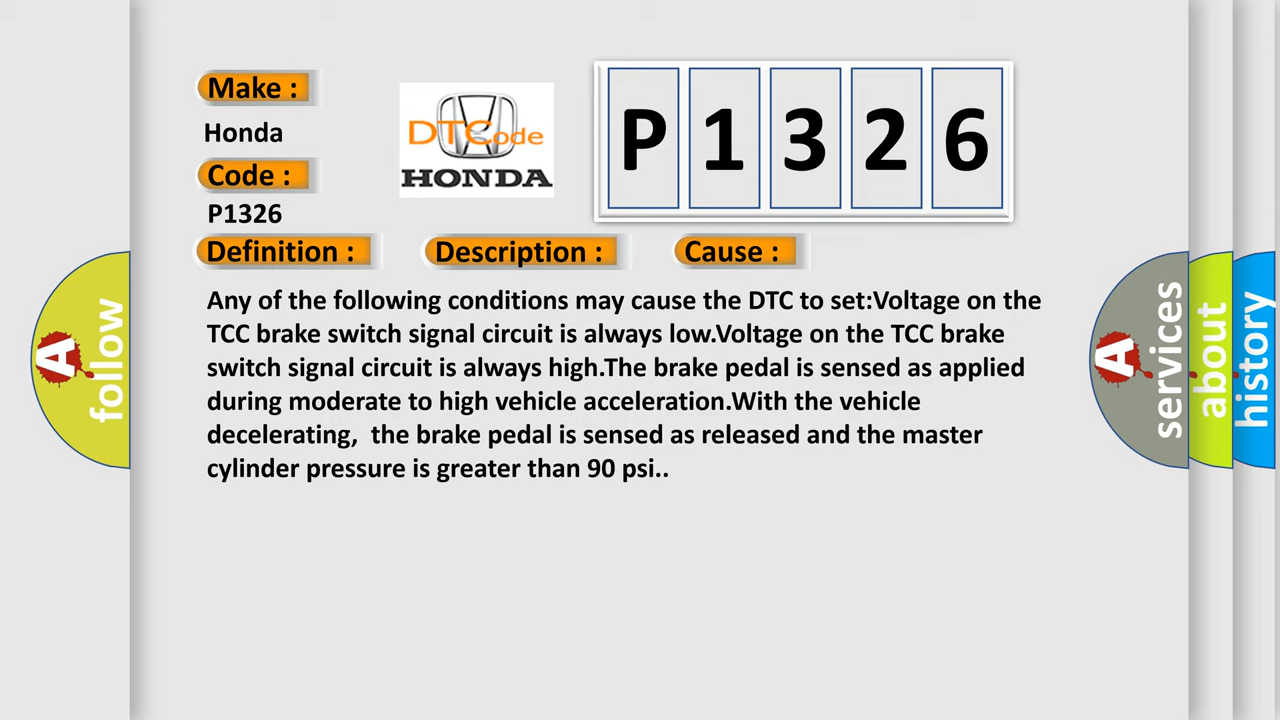 Make :
Honda
Code :
P1326
DTCode
HONDA
P1326
Definition :
Description :
Cause :
Any of the following conditions may cause the DTC to set:Voltage on the
TCC brake switch signal circuit is always low.Voltage on the TCC brake
switch signal circuit is always high.The brake pedal is sensed as applied
during moderate to high vehicle acceleration.With the vehicle
decelerating,  the brake pedal is sensed as released and the master
cylinder pressure is greater than 90 psi..
A
follow
A
services
about
history